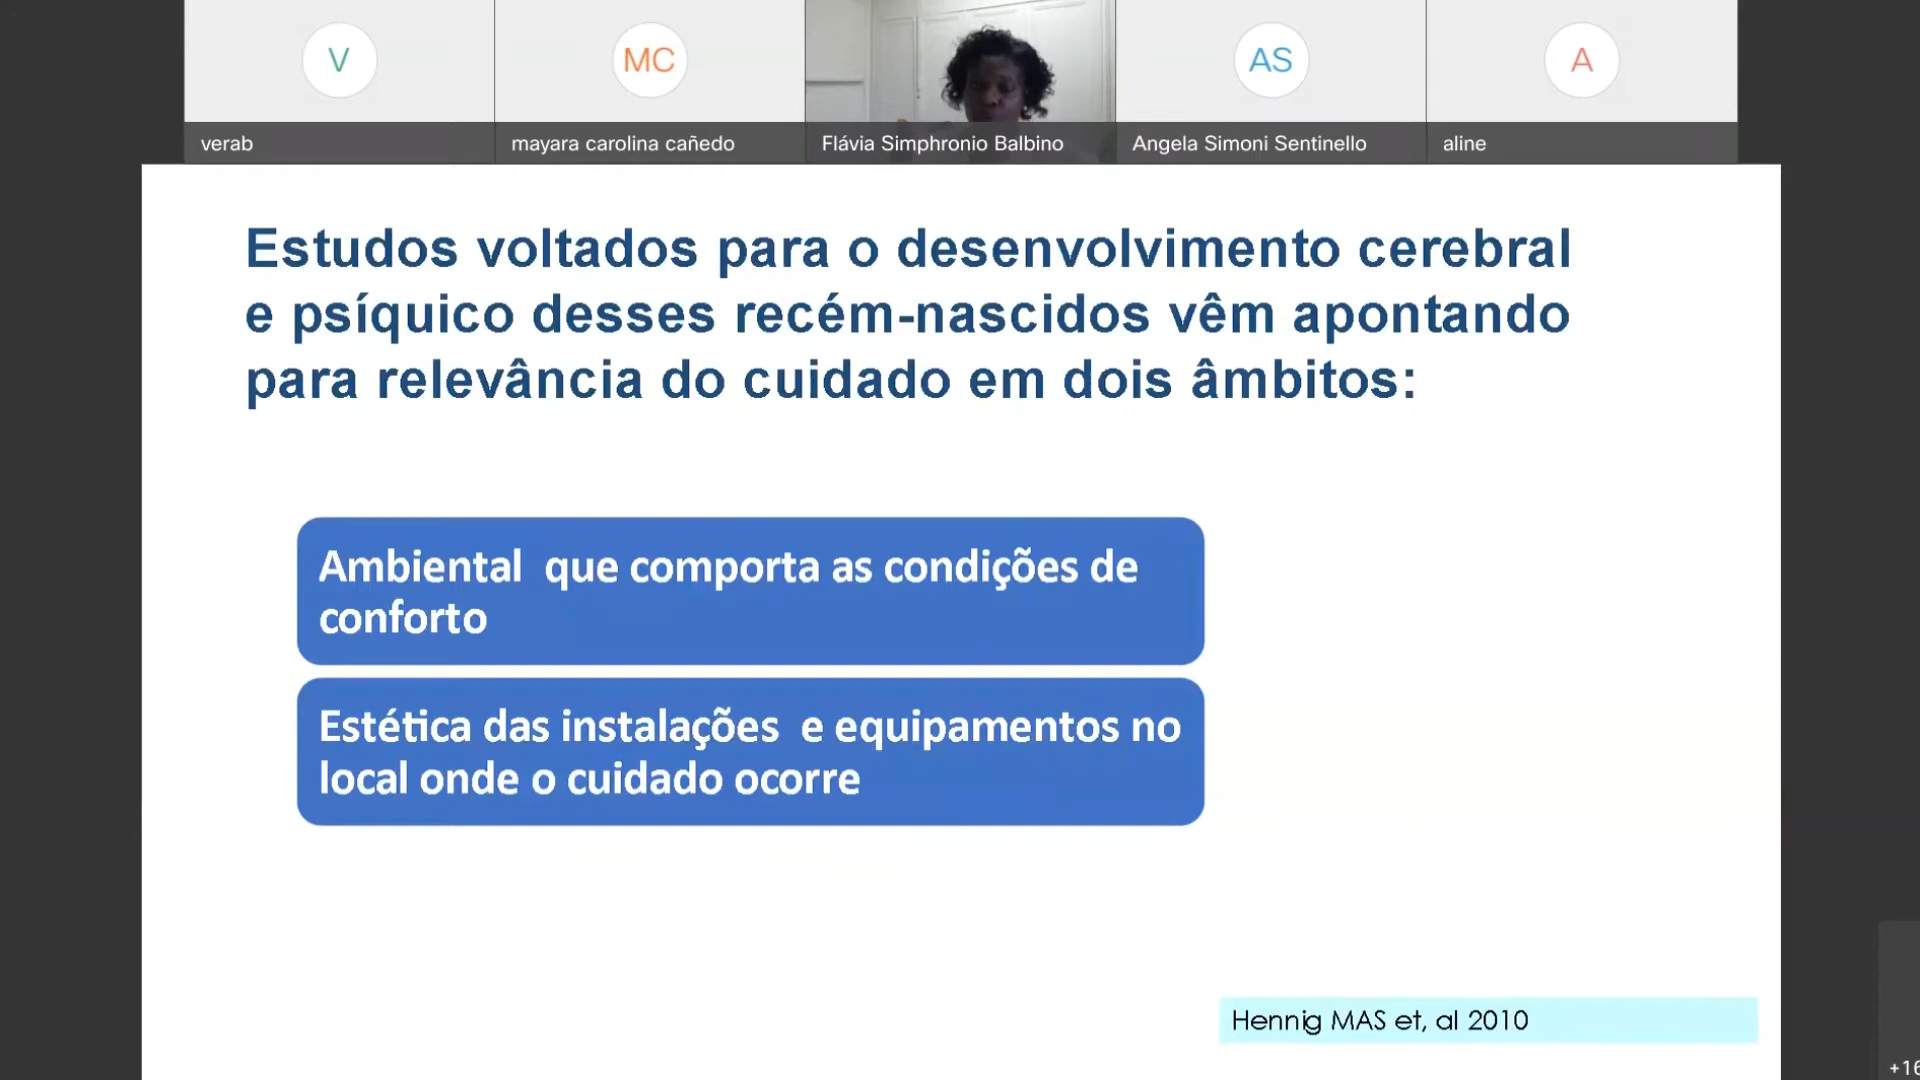 V
MC
AS
A
verab
mayara carolina cañedo
Flávia Simphronio Balbino
Angela Simoni Sentinello
aline
Estudos voltados para o desenvolvimento cerebral
e psíquico desses recém-nascidos vêm apontando
para relevância do cuidado em dois âmbitos:
Ambiental que comporta as condições de
conforto
Estética das instalações e equipamentos no
local onde o cuidado ocorre
Hennig MAS et, al 2010
+16